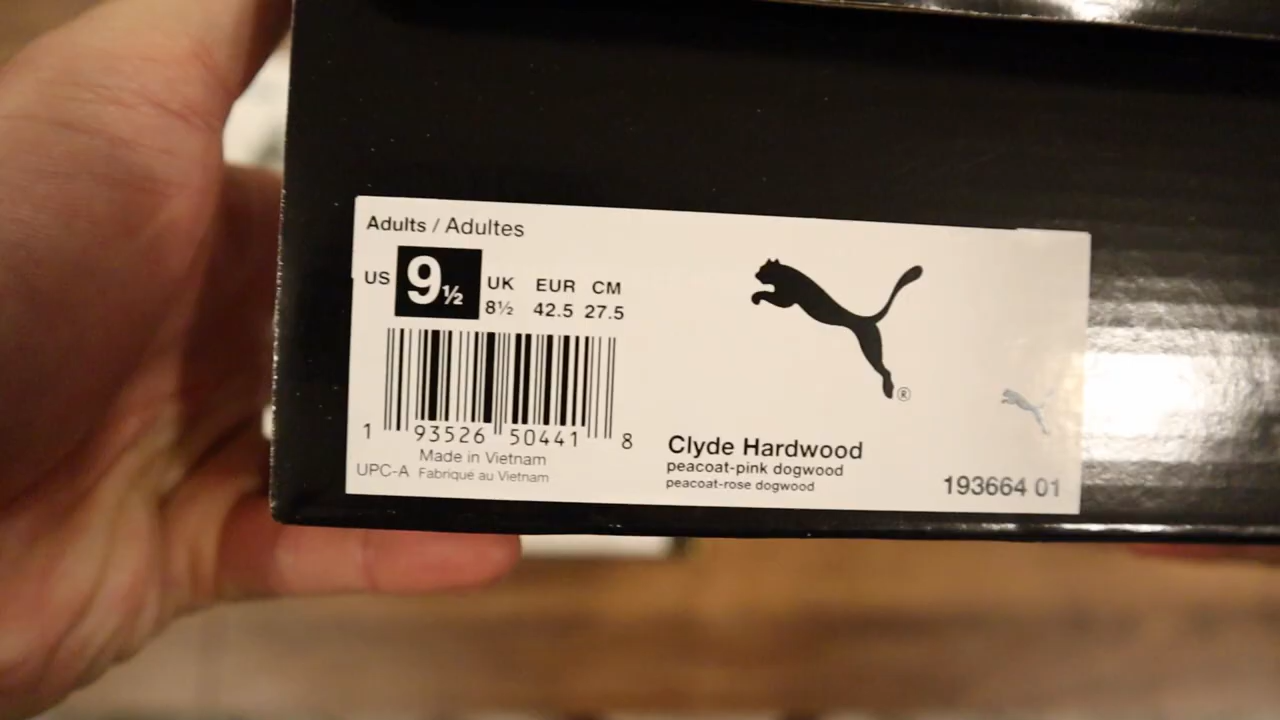 Adults / Adultes
US 9½ UK EUR CM
8½ 42.5 27.5
1 93526 50441 8
Made in Vietnam
UPC-A Fabriqué au Vietnam
®
Clyde Hardwood
peacoat-pink dogwood
peacoat-rose dogwood
193664 01